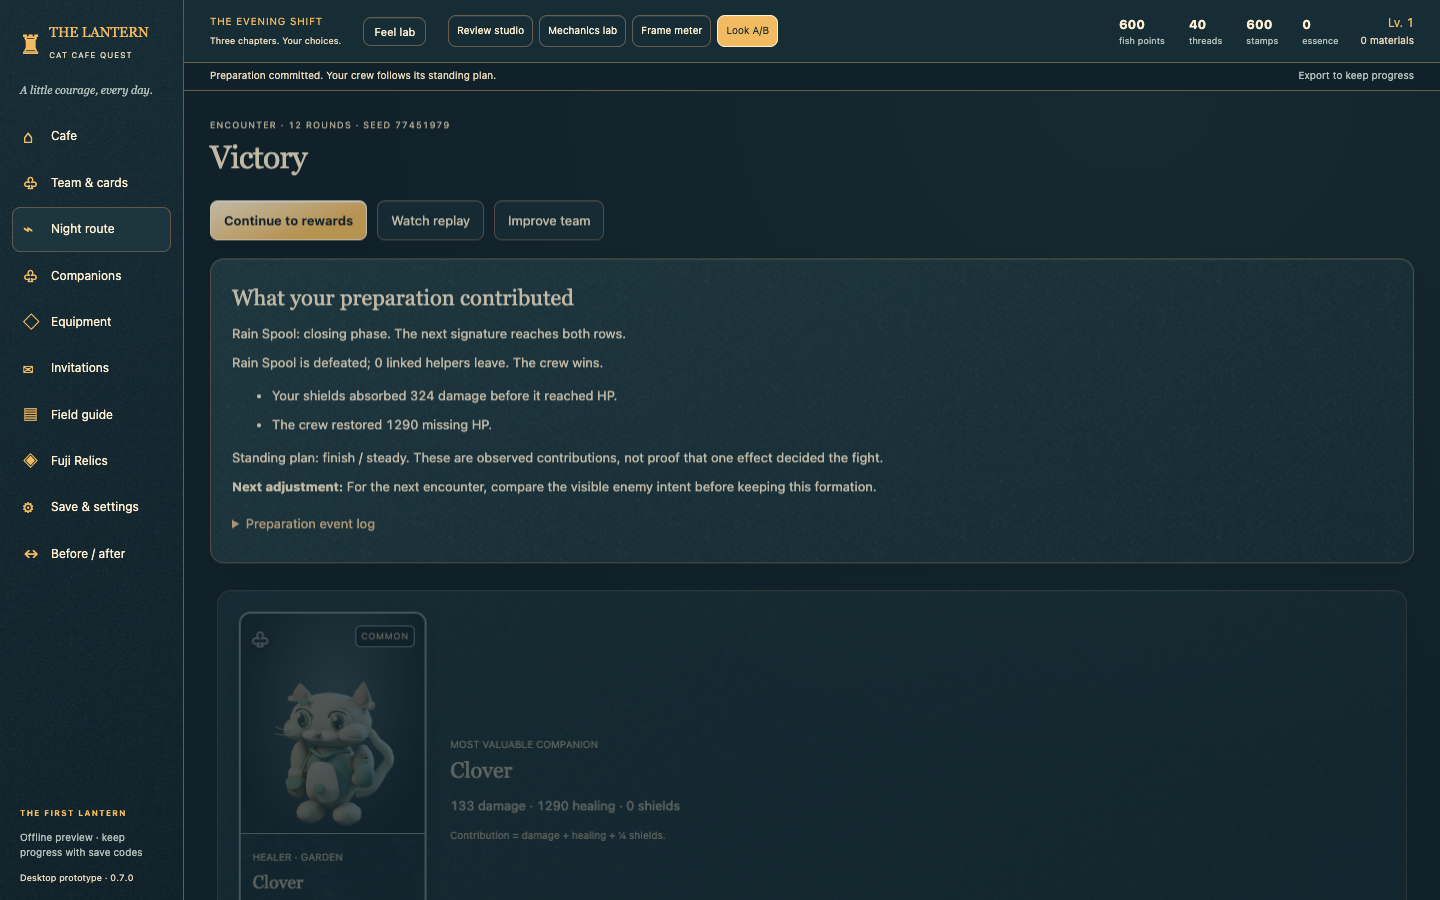 THE LANTERN
CAT CAFE QUEST
A little courage, every day.
Cafe
Team & cards
Night route
Companions
Equipment
Invitations
Field guide
Fuji Relics
Save & settings
Before / after
THE FIRST LANTERN
Offline preview · keep
progress with save codes
Desktop prototype · 0.7.0
THE EVENING SHIFT
Three chapters. Your choices.
Feel lab
Review studio
Mechanics lab
Frame meter
Look A/B
600
fish points
40
threads
600
stamps
0
essence
Lv. 1
0 materials
Preparation committed. Your crew follows its standing plan.
Export to keep progress
ENCOUNTER · 12 ROUNDS · SEED 77451979
Victory
Continue to rewards
Watch replay
Improve team
What your preparation contributed
Rain Spool: closing phase. The next signature reaches both rows.
Rain Spool is defeated; 0 linked helpers leave. The crew wins.
• Your shields absorbed 324 damage before it reached HP.
• The crew restored 1290 missing HP.
Standing plan: finish / steady. These are observed contributions, not proof that one effect decided the fight.
Next adjustment: For the next encounter, compare the visible enemy intent before keeping this formation.
Preparation event log
COMMON
HEALER · GARDEN
Clover
MOST VALUABLE COMPANION
Clover
133 damage · 1290 healing · 0 shields
Contribution = damage + healing + ¼ shields.